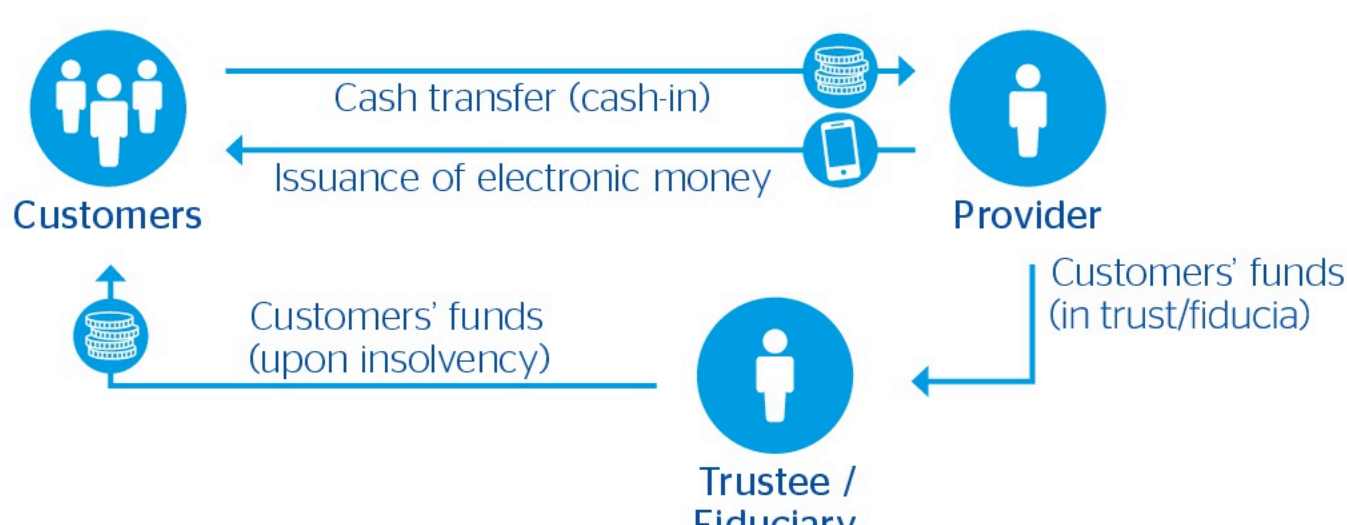 Cash transfer (cash-in)
Issuance of electronic money
Customers
Provider
Customers’ funds
(in trust/fiducia)
Customers’ funds
(upon insolvency)
Trustee /
Fiduciary